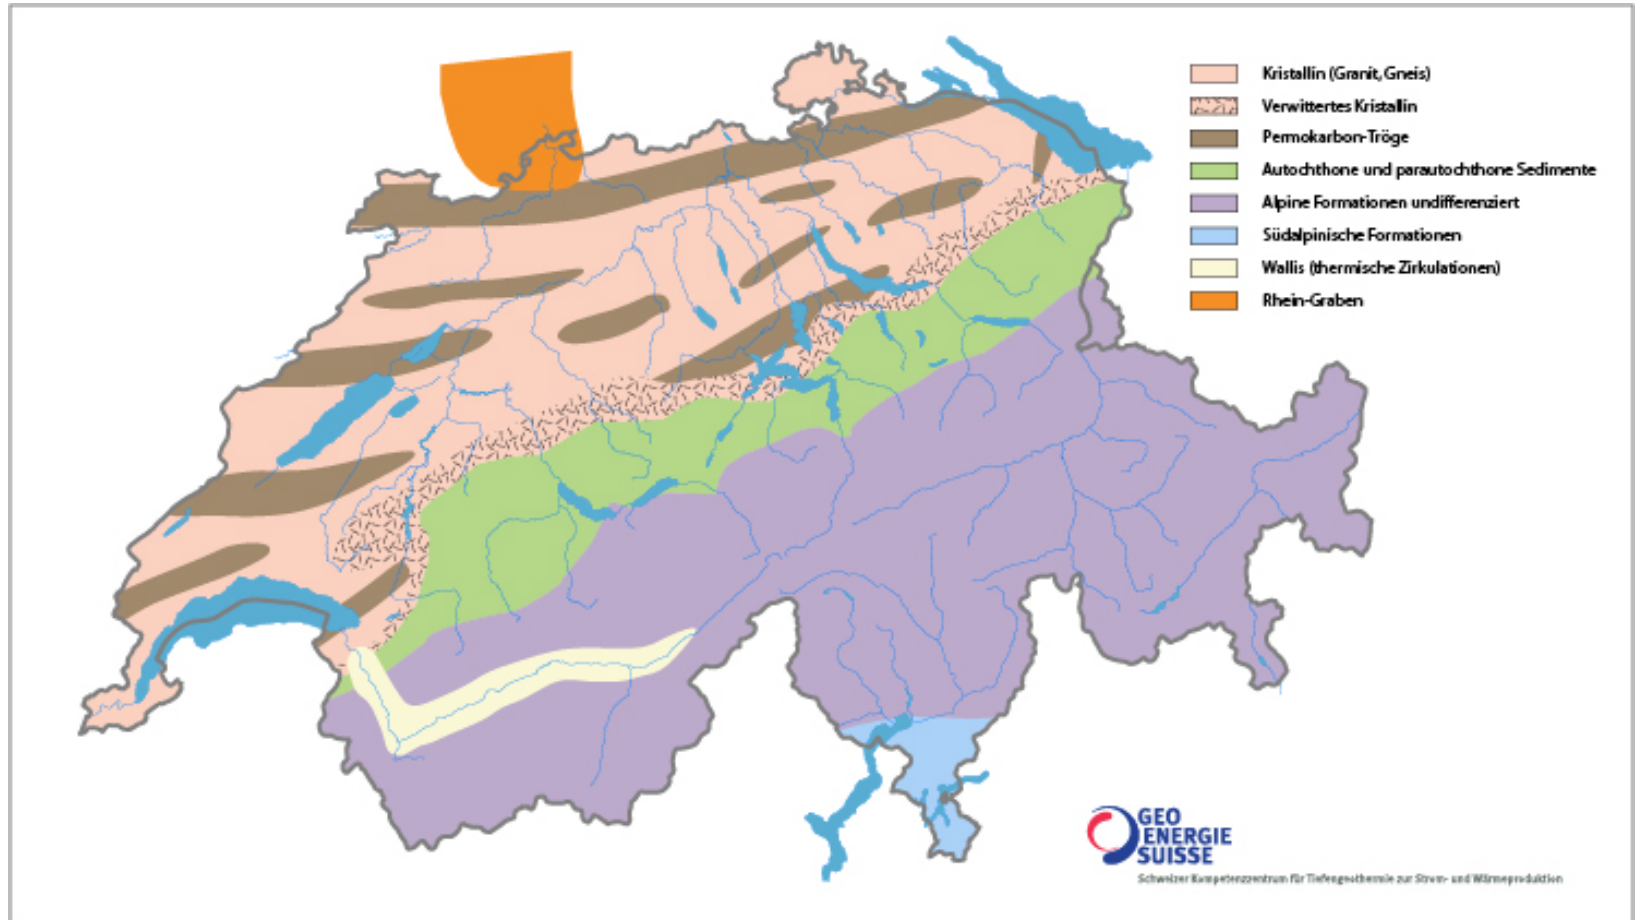 Kristallin (Granit, Gneis)
Verwittertes Kristallin
Permokarbon-Tröge
Autochthone und parautochthone Sedimente
Alpine Formationen undifferenziert
Südalpinische Formationen
Wallis (thermische Zirkulationen)
Rhein-Graben
GEO
ENERGIE
SUISSE
Schweizer Kompetenzzentrum für Tiefengeothermie zur Strom- und Wärmeproduktion